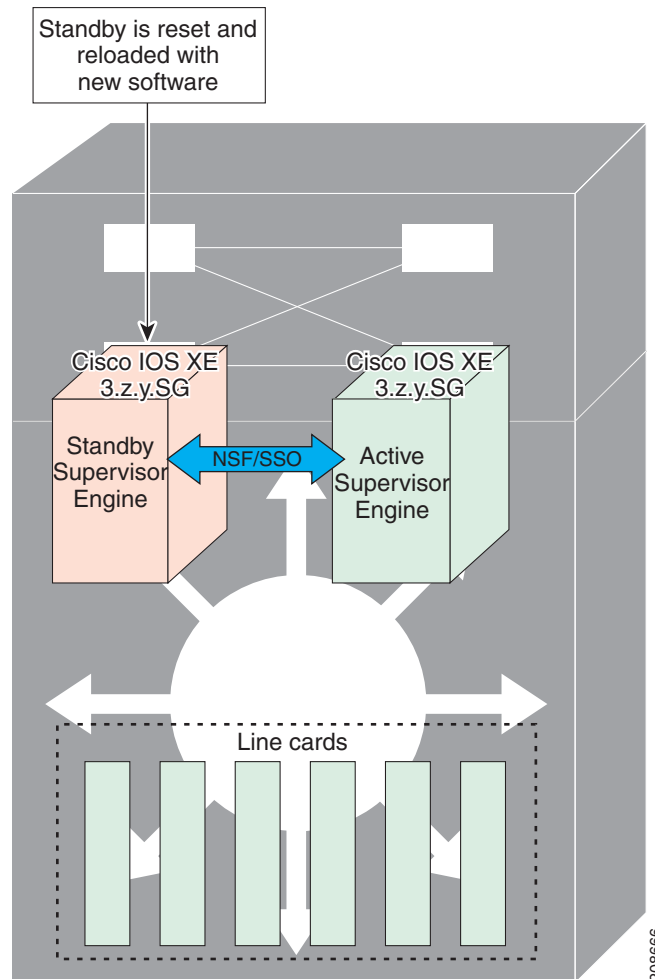 Standby is reset and
reloaded with
new software
Cisco IOS XE
3.z.y.SG
Cisco IOS XE
3.z.y.SG
Standby
Supervisor
Engine
NSF/SSO
Active
Supervisor
Engine
Line cards